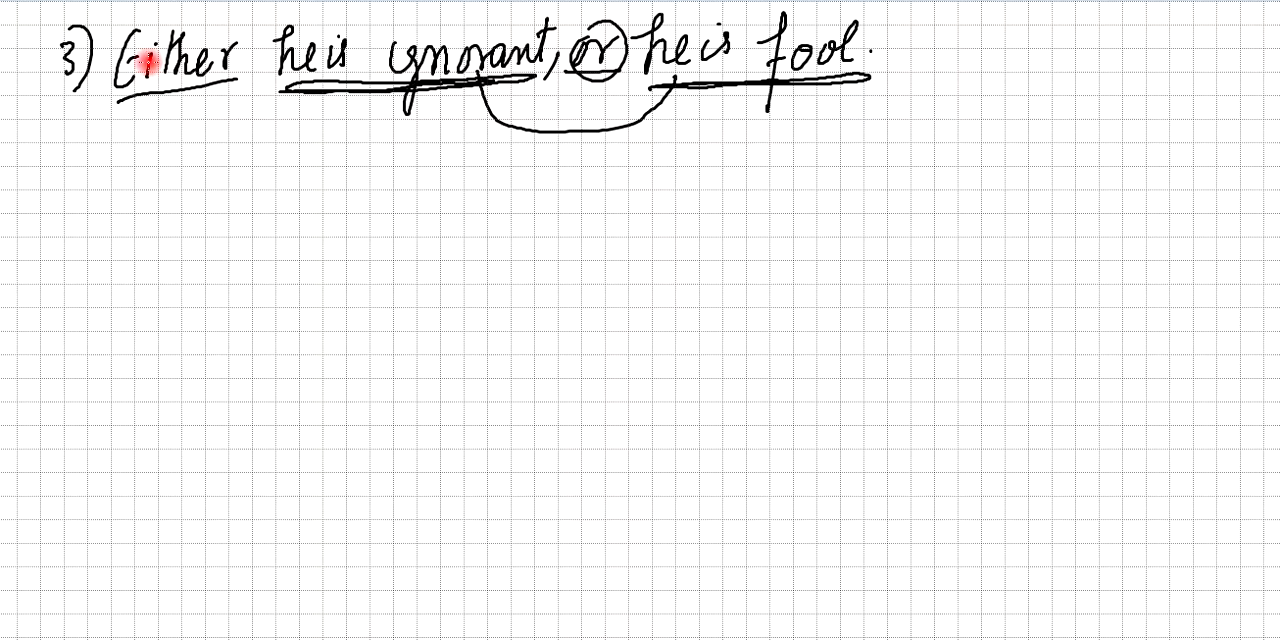 3) Either he is ignorant, or he is fool.